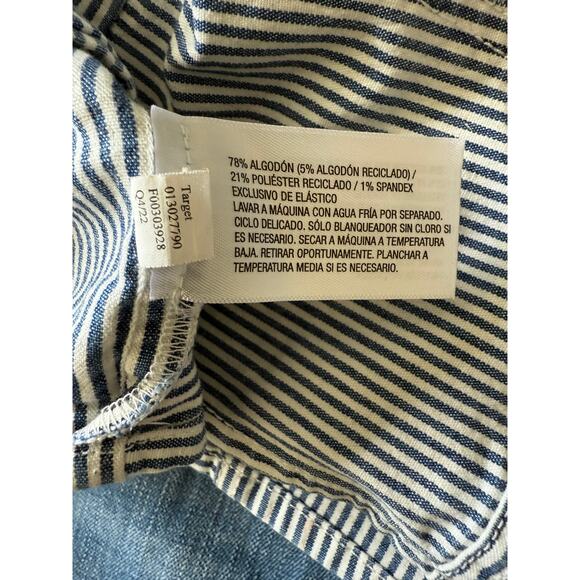 78% ALGODÓN (5% ALGODÓN RECICLADO) /
21% POLIÉSTER RECICLADO / 1% SPANDEX
EXCLUSIVO DE ELÁSTICO
LAVAR A MÁQUINA CON AGUA FRÍA POR SEPARADO.
CICLO DELICADO. SÓLO BLANQUEADOR SIN CLORO SI
ES NECESARIO. SECAR A MÁQUINA A TEMPERATURA
BAJA. RETIRAR OPORTUNAMENTE. PLANCHAR A
TEMPERATURA MEDIA SI ES NECESARIO.
Target
013027790
F00303928
Q4/22